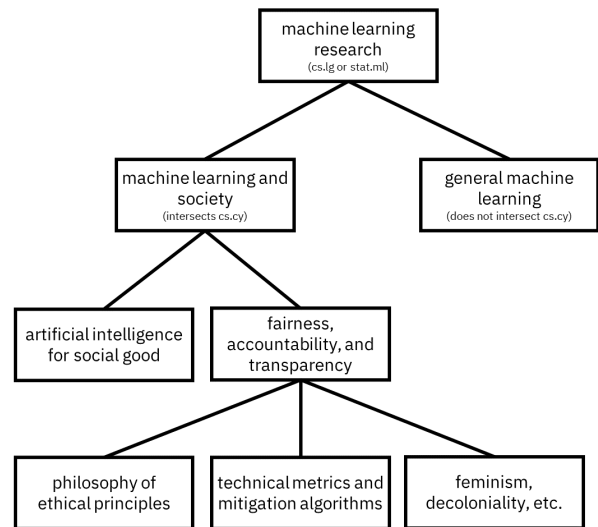 machine learning
research
(cs.lg or stat.ml)
machine learning and
society
(intersects cs.cy)
general machine
learning
(does not intersect cs.cy)
artificial intelligence
for social good
fairness,
accountability, and
transparency
philosophy of
ethical principles
technical metrics and
mitigation algorithms
feminism,
decoloniality, etc.